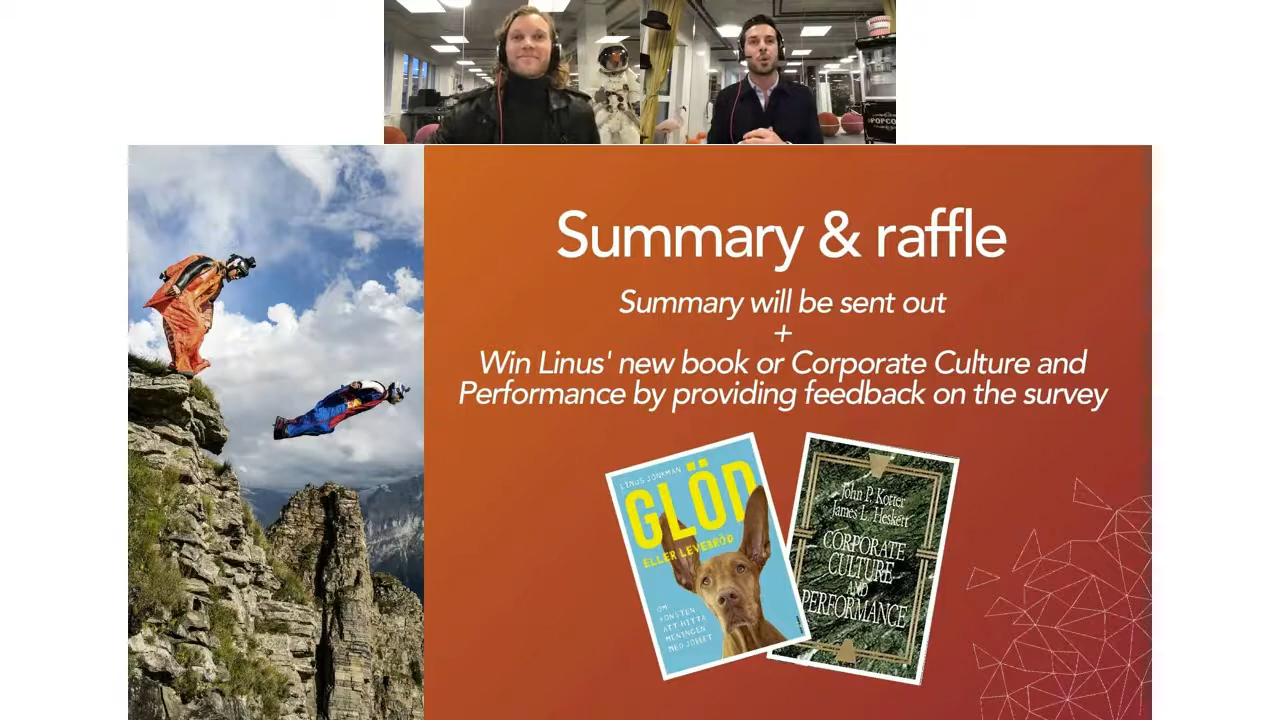 POPCO
Summary & raffle
Summary will be sent out
+
Win Linus' new book or Corporate Culture and
Performance by providing feedback on the survey
LINUS JONKMAN
GLÖD
ELLER LEVEBRÖD
OM
KONSTEN
ATT HITTA
MENINGEN
MED JOBBET
John P. Kotter
James L. Heskett
CORPORATE
CULTURE
AND
PERFORMANCE